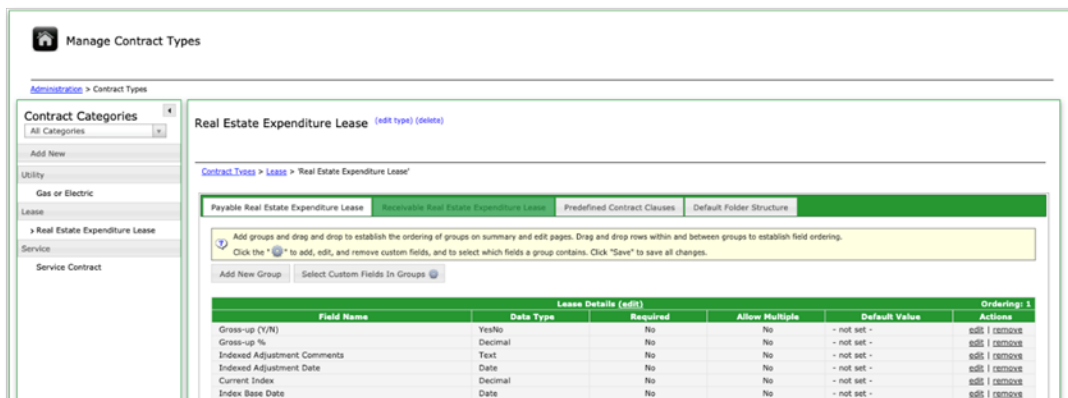 Manage Contract Types
Administration > Contract Types
Contract Categories
All Categories
Add New
Utility
Gas or Electric
Lease
› Real Estate Expenditure Lease
Service
Service Contract
Real Estate Expenditure Lease (edit type) (delete)
Contract Types > Lease > 'Real Estate Expenditure Lease'
Payable Real Estate Expenditure Lease Receivable Real Estate Expenditure Lease Predefined Contract Clauses Default Folder Structure
Add groups and drag and drop to establish the ordering of groups on summary and edit pages. Drag and drop rows within and between groups to establish field ordering.
Click the " " to add, edit, and remove custom fields, and to select which fields a group contains. Click "Save" to save all changes.
Add New Group Select Custom Fields In Groups
Lease Details (edit) Ordering: 1
Field Name Data Type Required Allow Multiple Default Value Actions
Gross-up (Y/N) YesNo No No - not set - edit | remove
Gross-up % Decimal No No - not set - edit | remove
Indexed Adjustment Comments Text No No - not set - edit | remove
Indexed Adjustment Date Date No No - not set - edit | remove
Current Index Decimal No No - not set - edit | remove
Index Base Date Date No No - not set - edit | remove